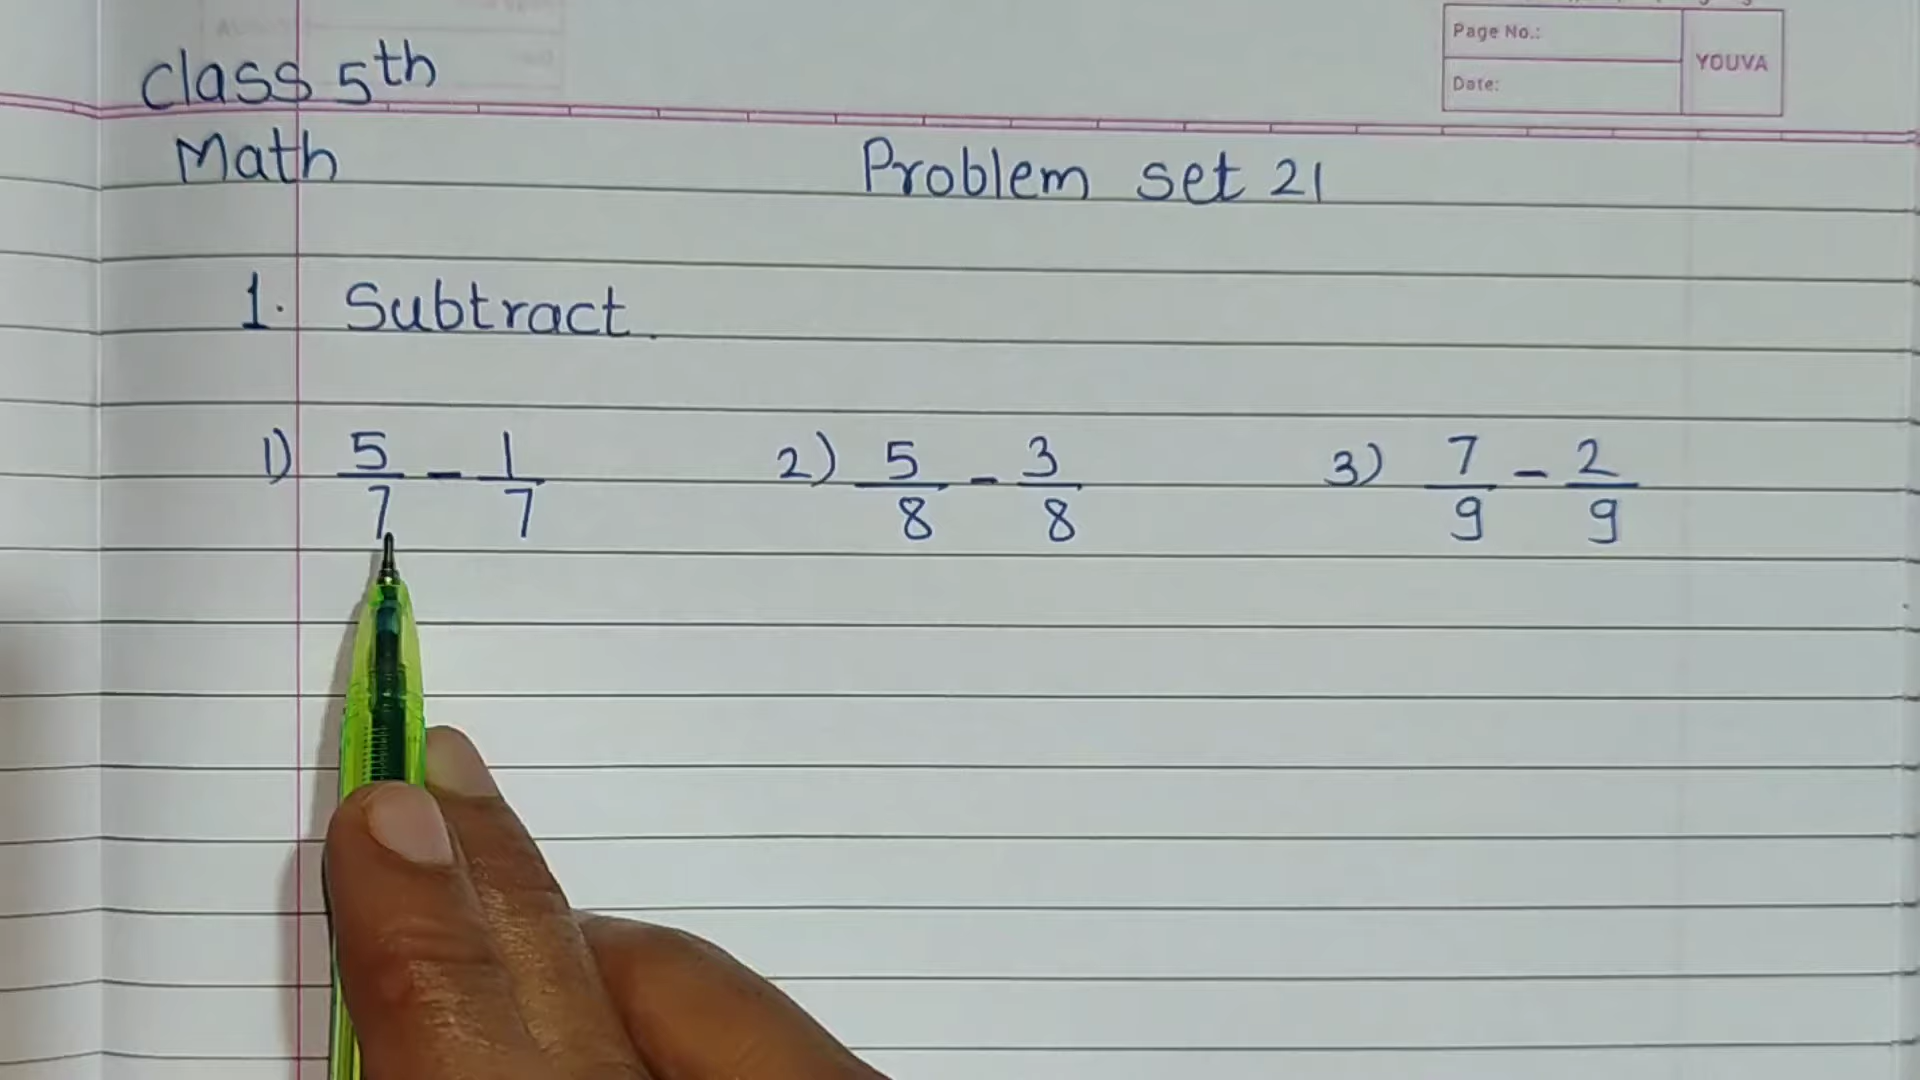 Page No.:
YOUVA
Date:
Class 5th
Math
Problem set 21
1. Subtract.
1) 5/7 - 1/7 2) 5/8 - 3/8 3) 7/9 - 2/9